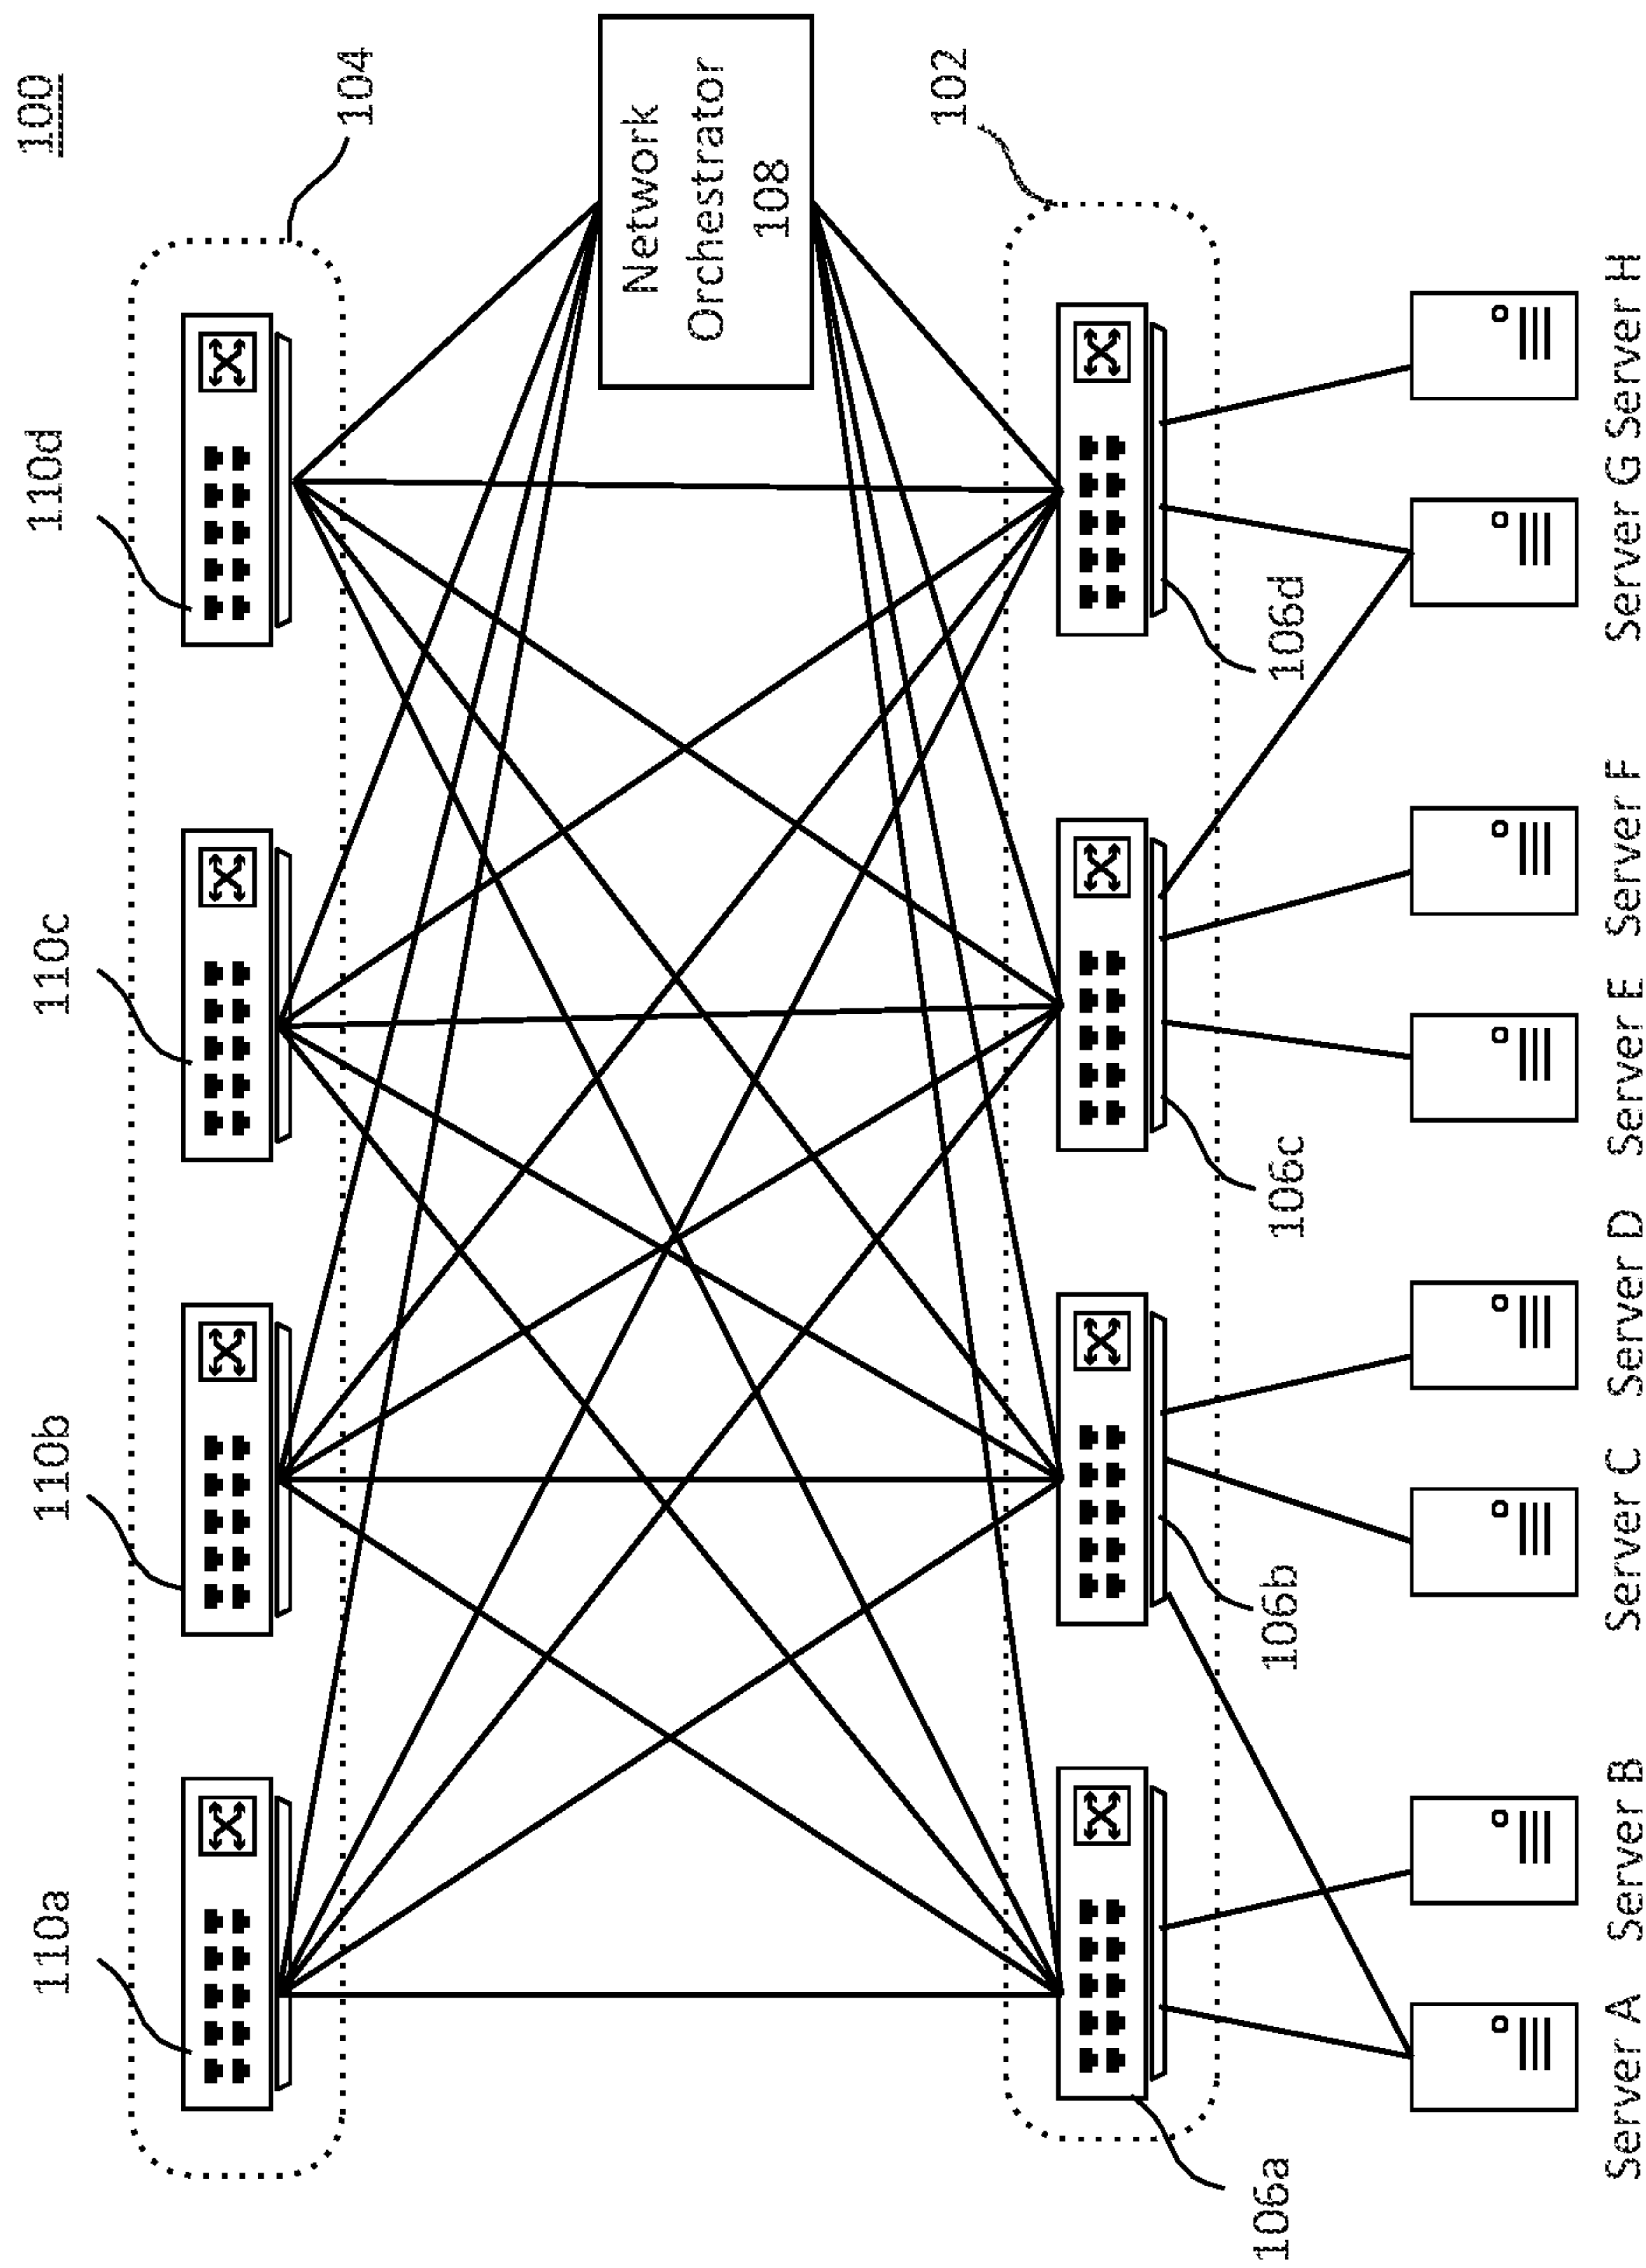 100
104
110a
110b
110c
110d
Network
Orchestrator
108
102
106a
106b
106c
106d
Server A
Server B
Server C
Server D
Server E
Server F
Server G
Server H